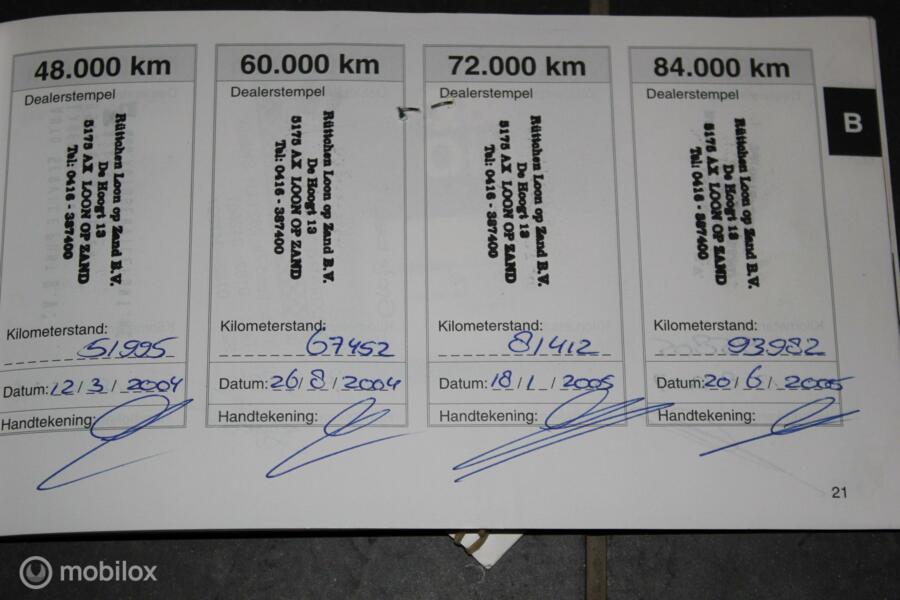 48.000 km
Dealerstempel
Rüttchen Loon op Zand B.V.
De Hoogt 13
5175 AX LOON OP ZAND
Tel: 0416 - 387400
Kilometerstand:
51995
Datum: 12 / 3 / 2004
Handtekening:
60.000 km
Dealerstempel
Rüttchen Loon op Zand B.V.
De Hoogt 13
5175 AX LOON OP ZAND
Tel: 0416 - 387400
Kilometerstand:
67452
Datum: 26 / 8 / 2004
Handtekening:
72.000 km
Dealerstempel
Rüttchen Loon op Zand B.V.
De Hoogt 13
5175 AX LOON OP ZAND
Tel: 0416 - 387400
Kilometerstand:
81412
Datum: 18 / 1 / 2005
Handtekening:
84.000 km
Dealerstempel
Rüttchen Loon op Zand B.V.
De Hoogt 13
5175 AX LOON OP ZAND
Tel: 0416 - 387400
Kilometerstand:
93982
Datum: 20 / 6 / 2005
Handtekening:
B
21
mobilox